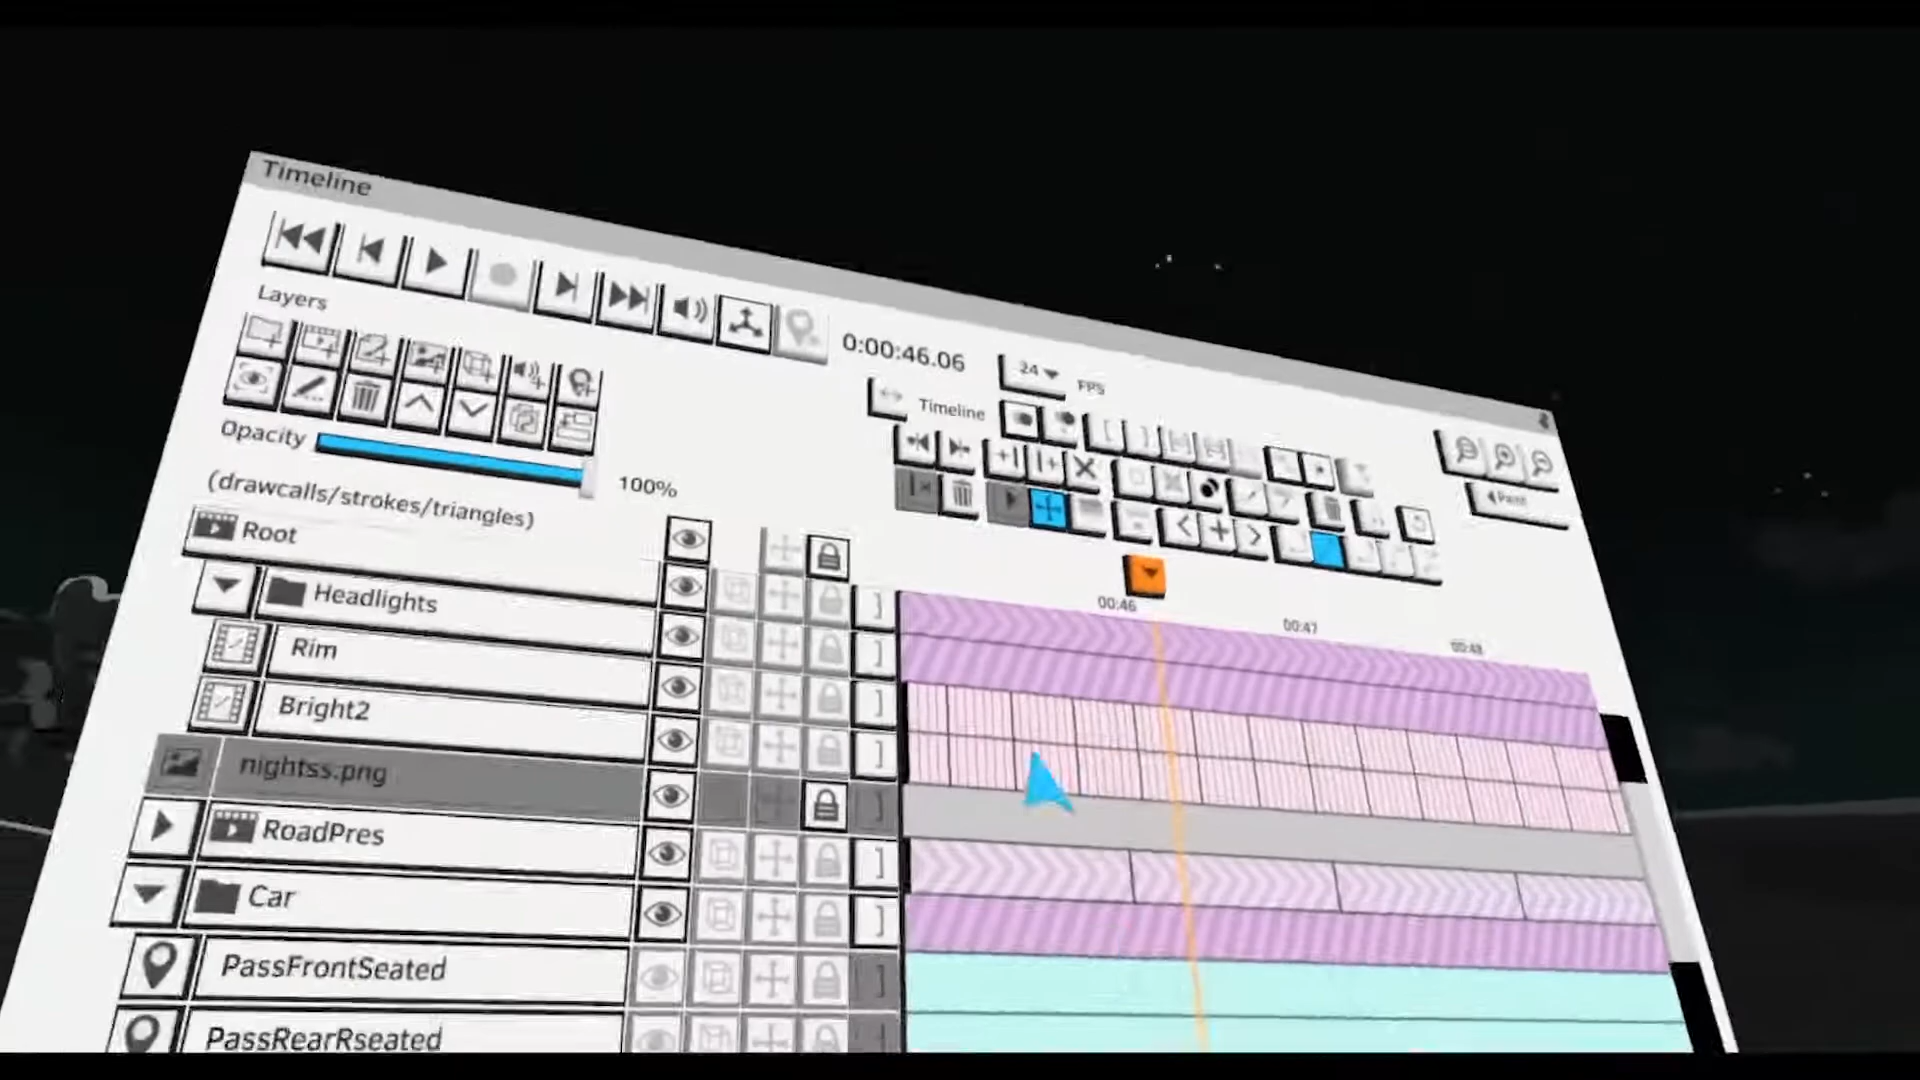 Timeline
0:00:46.06
24
FPS
Layers
Timeline
Opacity
100%
Past
(drawcalls/strokes/triangles)
Root
Headlights
00:46
00:47
00:48
Rim
Bright2
nightss.png
RoadPres
Car
PassFrontSeated
PassRearRseated